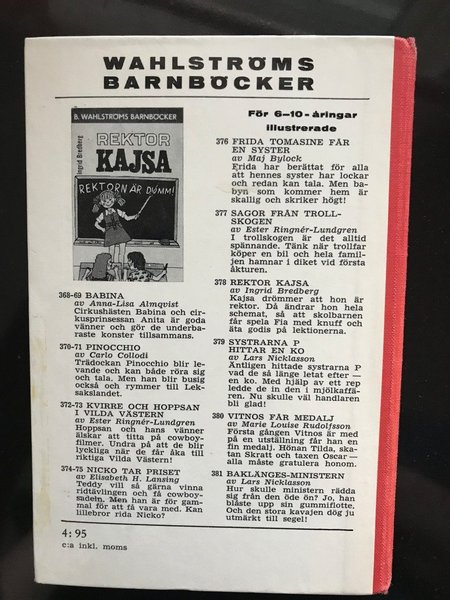 WAHLSTRÖMS
BARNBÖCKER
B. WAHLSTRÖMS BARNBÖCKER
Ingrid Bredberg
REKTOR
KAJSA
REKTORN ÄR DUMM!
368-69 BABINA
av Anna-Lisa Almqvist
Cirkushästen Babina och cir-
kusprinsessan Anita är goda
vänner och gör de underba-
raste konster tillsammans.
370-71 PINOCCHIO
av Carlo Collodi
Trädockan Pinocchio blir le-
vande och kan både röra sig
och tala. Men han blir busig
också och rymmer till Lek-
sakslandet.
372-73 KVIRRE OCH HOPPSAN
I VILDA VÄSTERN
av Ester Ringnér-Lundgren
Hoppsan och hans vänner
älskar att titta på cowboy-
filmer. Undra på att de blir
lyckliga när de får åka till
riktiga Vilda Västern!
374-75 NICKO TAR PRISET
av Elisabeth H. Lansing
Teddy vill så gärna vinna
ridtävlingen och få cowboy-
sadeln. Men han är för gam-
mal för att få vara med. Kan
lillebror rida Nicko?
För 6–10-åringar
illustrerade
376 FRIDA TOMASINE FÅR
EN SYSTER
av Maj Bylock
Frida har berättat för alla
att hennes syster har lockar
och redan kan tala. Men ba-
byn som kommer hem är
skallig och skriker högt!
377 SAGOR FRÅN TROLL-
SKOGEN
av Ester Ringnér-Lundgren
I trollskogen är det alltid
spännande. Tänk när trollfar
köper en bil och hela famil-
jen hamnar i diket vid första
åkturen.
378 REKTOR KAJSA
av Ingrid Bredberg
Kajsa drömmer att hon är
rektor. Då ändrar hon hela
schemat, så att skolbarnen
får spela Fia med knuff och
äta godis på lektionerna.
379 SYSTRARNA P
HITTAR EN KO
av Lars Nicklasson
Äntligen hittade systrarna P
vad de så länge letat efter —
en ko. Med hjälp av ett rep
ledde de in den i mjölkaffä-
ren. Nu skulle väl handlaren
bli glad!
380 VITNOS FÅR MEDALJ
av Marie Louise Rudolfsson
Första gången Vitnos är med
på en utställning får han en
fin medalj. Hönan Tilda, ska-
tan Skratt och taxen Oscar —
alla måste gratulera honom.
381 BAKLÄNGES-MINISTERN
av Lars Nicklasson
Hur skulle ministern rädda
sig från den öde ön? Jo, han
blåste upp sin gummiflotte.
Och den stora kavajen dög ju
utmärkt till segel!
4:95
c:a inkl. moms